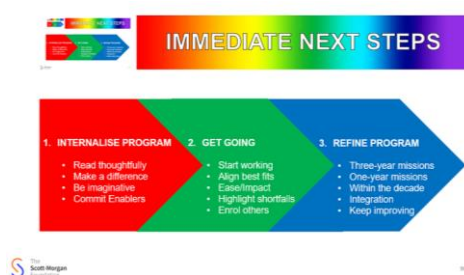 IMMEDIATE NEXT STEPS
1. INTERNALISE PROGRAM
• Read thoughtfully
• Make a difference
• Be imaginative
• Commit Enablers
2. GET GOING
• Start working
• Align best fits
• Ease/Impact
• Highlight shortfalls
• Enrol others
3. REFINE PROGRAM
• Three-year missions
• One-year missions
• Within the decade
• Integration
• Keep improving
The
Scott-Morgan
Foundation